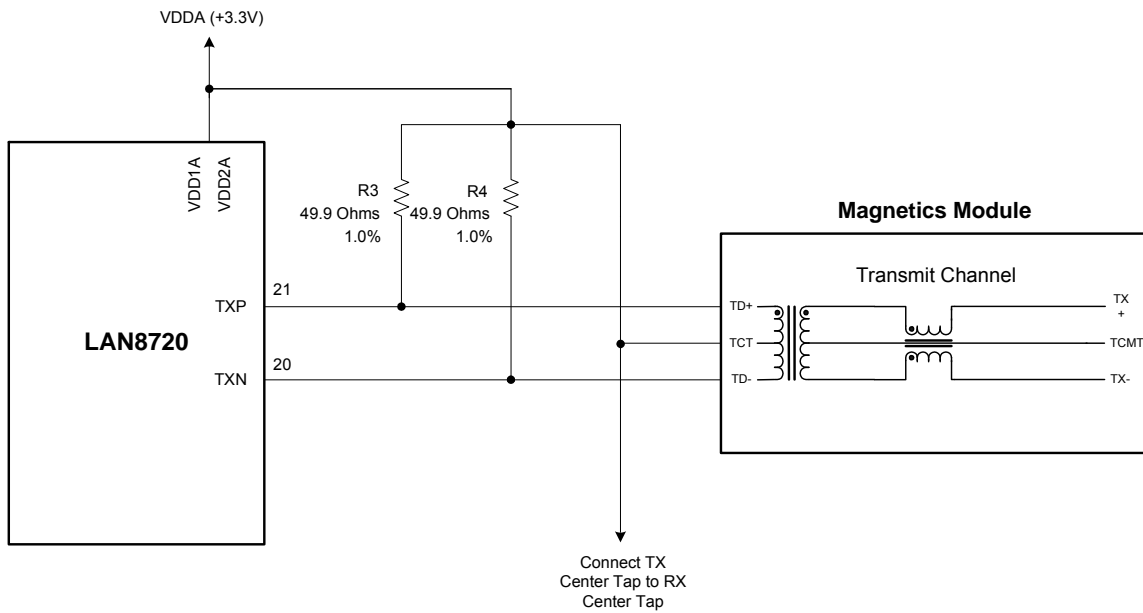 VDDA (+3.3V)
VDD1A
VDD2A
R3
49.9 Ohms
1.0%
R4
49.9 Ohms
1.0%
Magnetics Module
Transmit Channel
LAN8720
TXP
21
TXN
20
TD+
TCT
TD-
TX
+
TCMT
TX-
Connect TX
Center Tap to RX
Center Tap